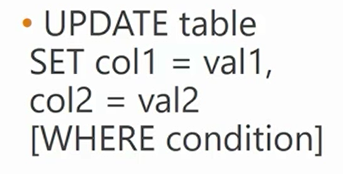 • UPDATE table
SET col1 = val1,
col2 = val2
[WHERE condition]